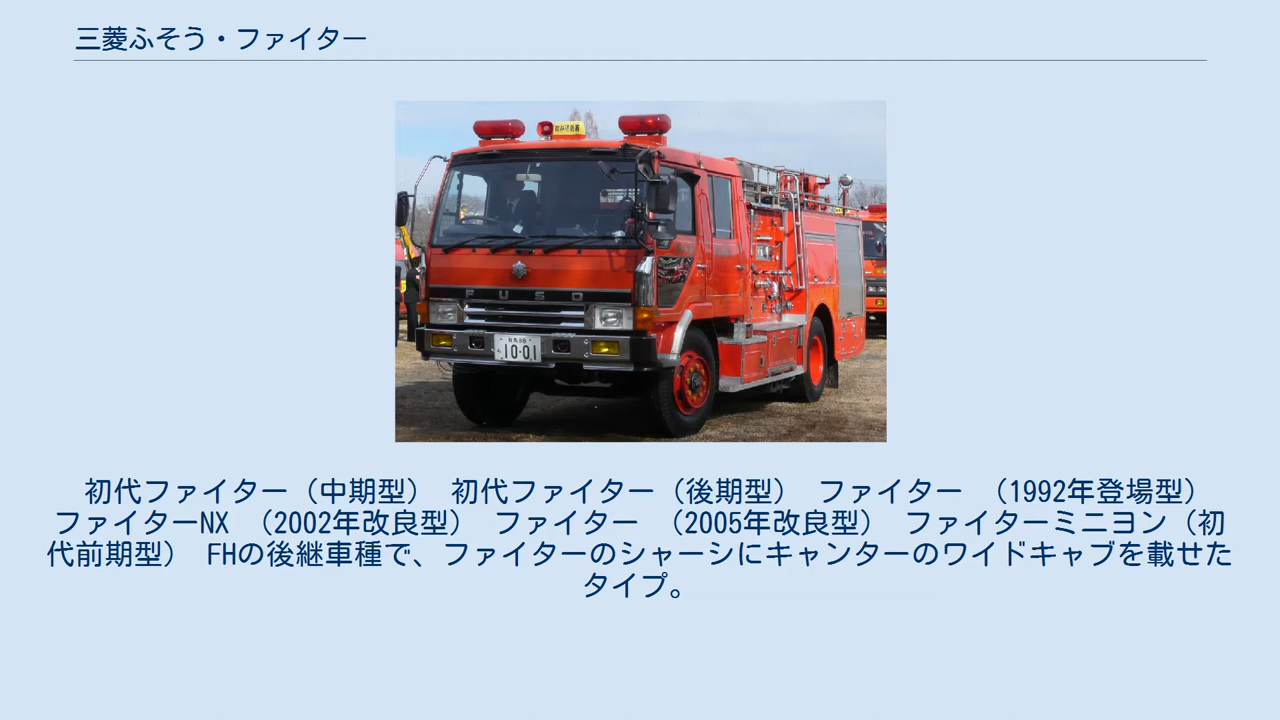 三菱ふそう・ファイター
FUSO
10-01
初代ファイター（中期型） 初代ファイター（後期型） ファイター （1992年登場型）
ファイターNX （2002年改良型） ファイター （2005年改良型） ファイターミニヨン（初
代前期型） FHの後継車種で、ファイターのシャーシにキャンターのワイドキャブを載せた
タイプ。